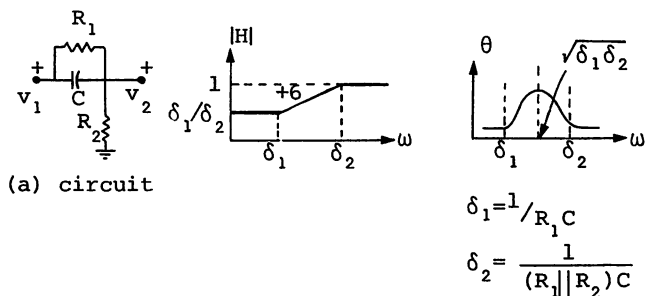 R₁
+
+
v₁
C
v₂
R₂
(a) circuit
|H|
1
+6
δ₁/δ₂
δ₁
δ₂
ω
θ
√δ₁δ₂
δ₁
δ₂
ω
δ₁=1/R₁C
δ₂= 1/(R₁||R₂)C